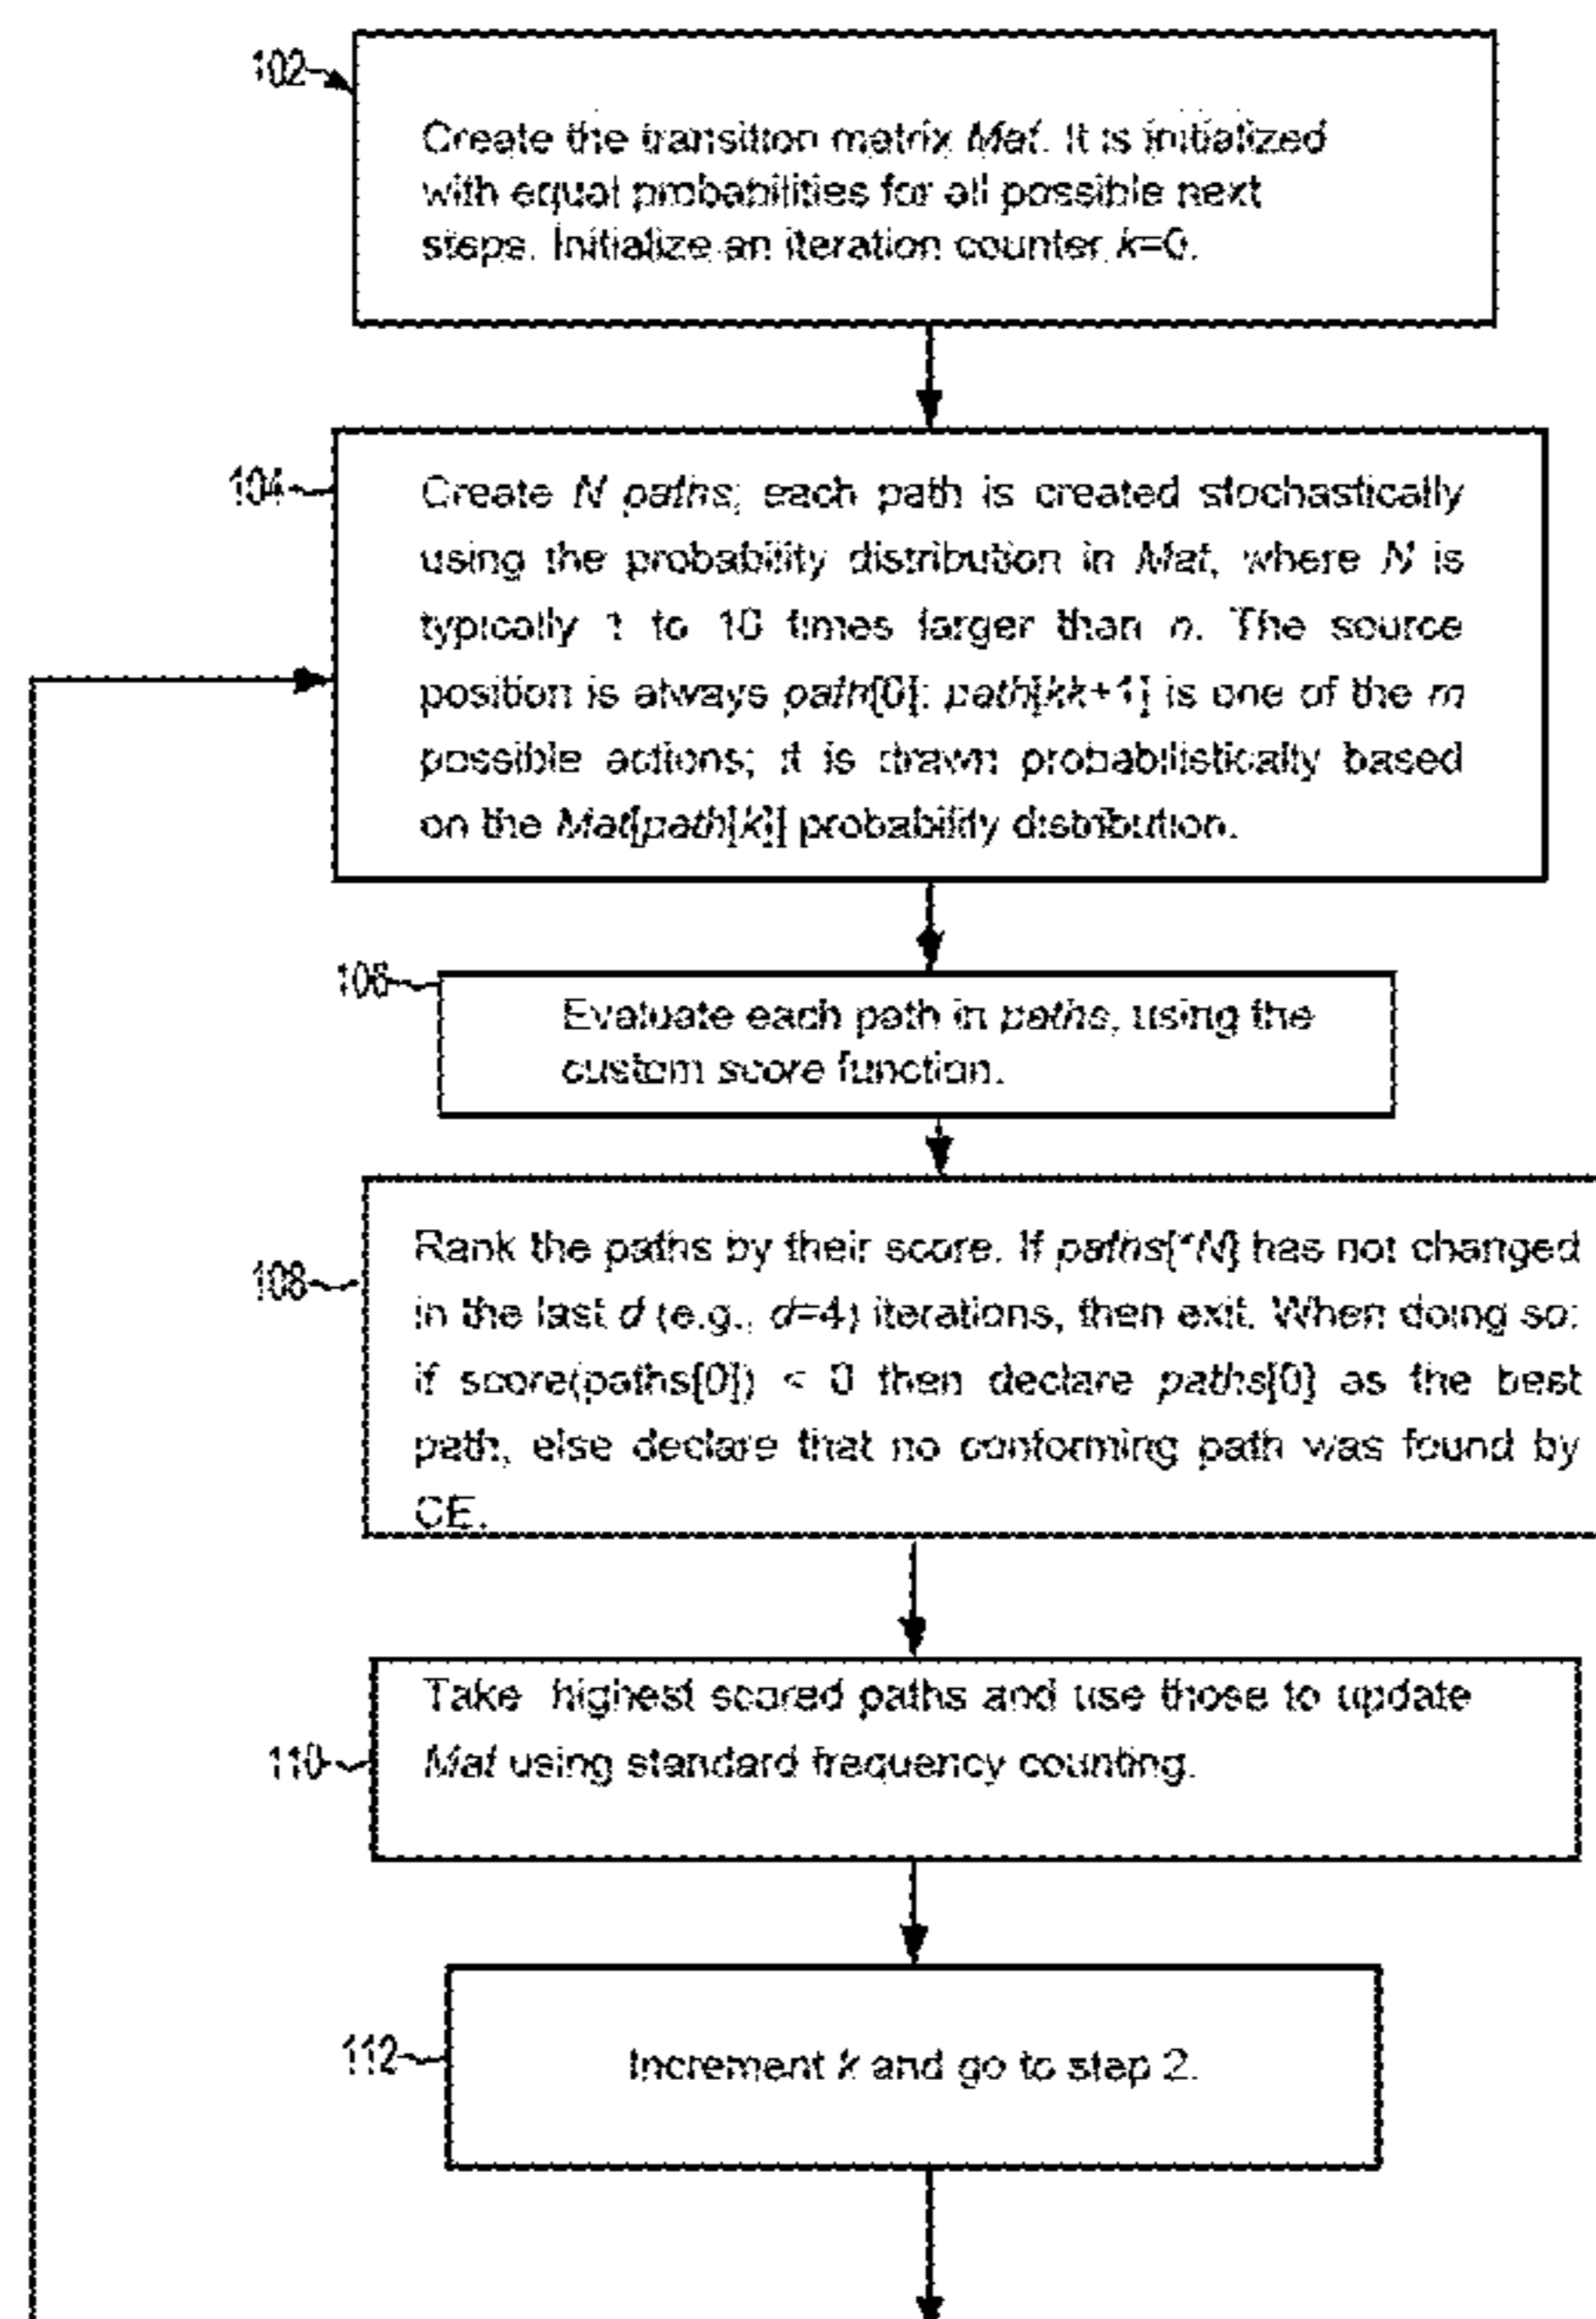 102
Create the transition matrix Mat. It is initialized
with equal probabilities for all possible next
steps. Initialize an iteration counter k=0.
104
Create N paths; each path is created stochastically
using the probability distribution in Mat, where N is
typically 1 to 10 times larger than n. The source
position is always path[0]; path[kk+1] is one of the m
possible actions; it is drawn probabilistically based
on the Mat[path[k]] probability distribution.
106
Evaluate each path in paths, using the
custom score function.
108
Rank the paths by their score. If has not changed
in the last d (e.g., d=4) iterations, then exit. When doing so:
if score(paths[0]) < 0 then declare paths[0] as the best
path, else declare that no conforming path was found by
CE.
110
Take highest scored paths and use those to update
Mat using standard frequency counting.
112
Increment k and go to step 2.